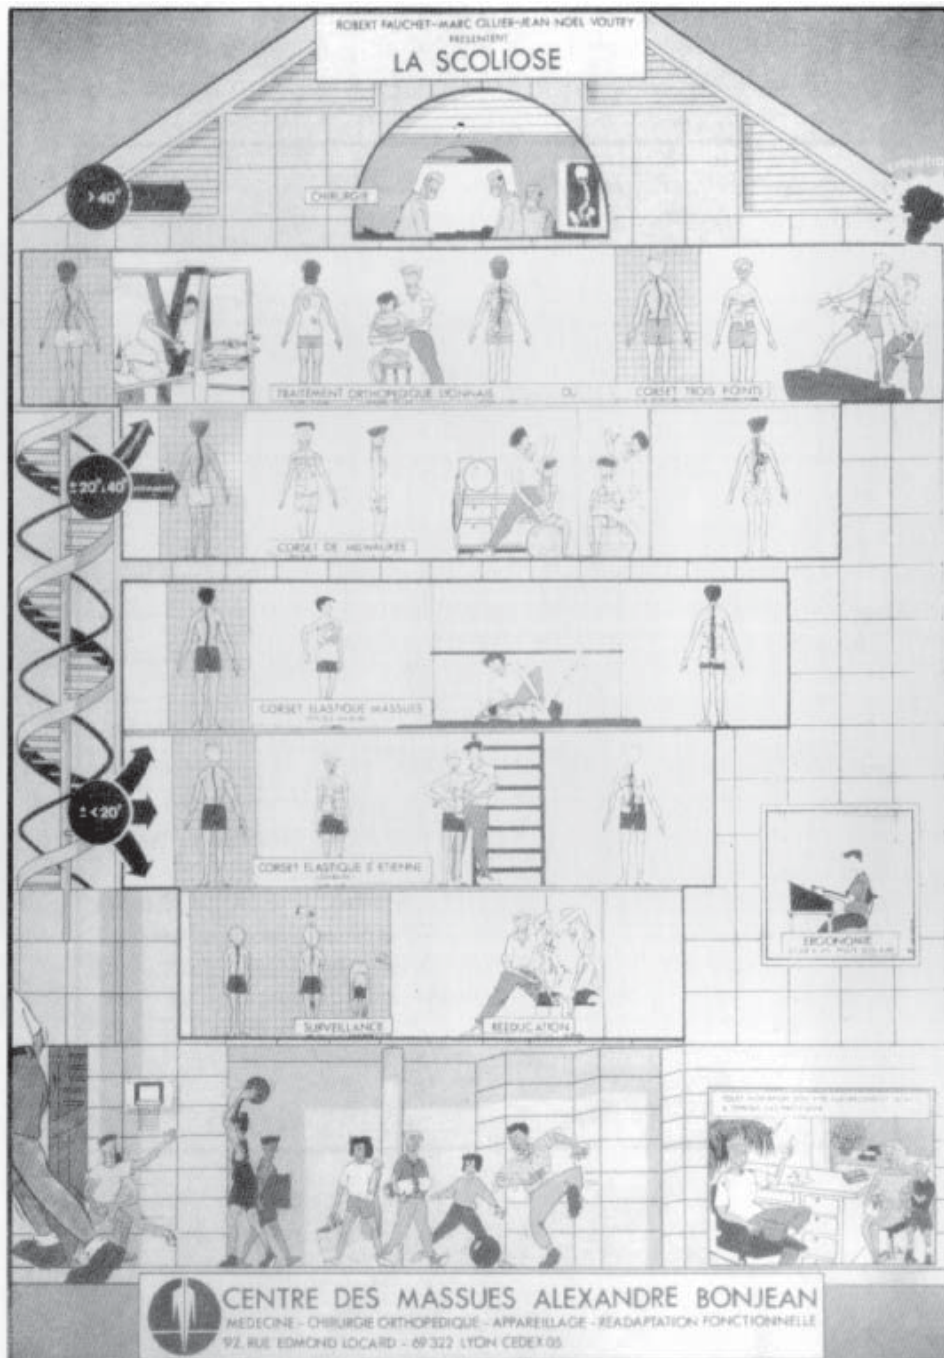 ROBERT FAUCHET-MARC OLLIER-JEAN NOEL VOUTEY
PRESENTENT
LA SCOLIOSE
CHIRURGIE
> 40°
TRAITEMENT ORTHOPEDIQUE LYONNAIS OU CORSET TROIS POINTS
± 20° à 40°
CORSET DE MILWAUKEE
CORSET ELASTIQUE MASSUES
± < 20°
CORSET ELASTIQUE ST ETIENNE
ERGONOMIE
SURVEILLANCE
REEDUCATION
CENTRE DES MASSUES ALEXANDRE BONJEAN
MEDECINE - CHIRURGIE ORTHOPEDIQUE - APPAREILLAGE - READAPTATION FONCTIONNELLE
92, RUE EDMOND LOCARD - 69.322 LYON CEDEX 05